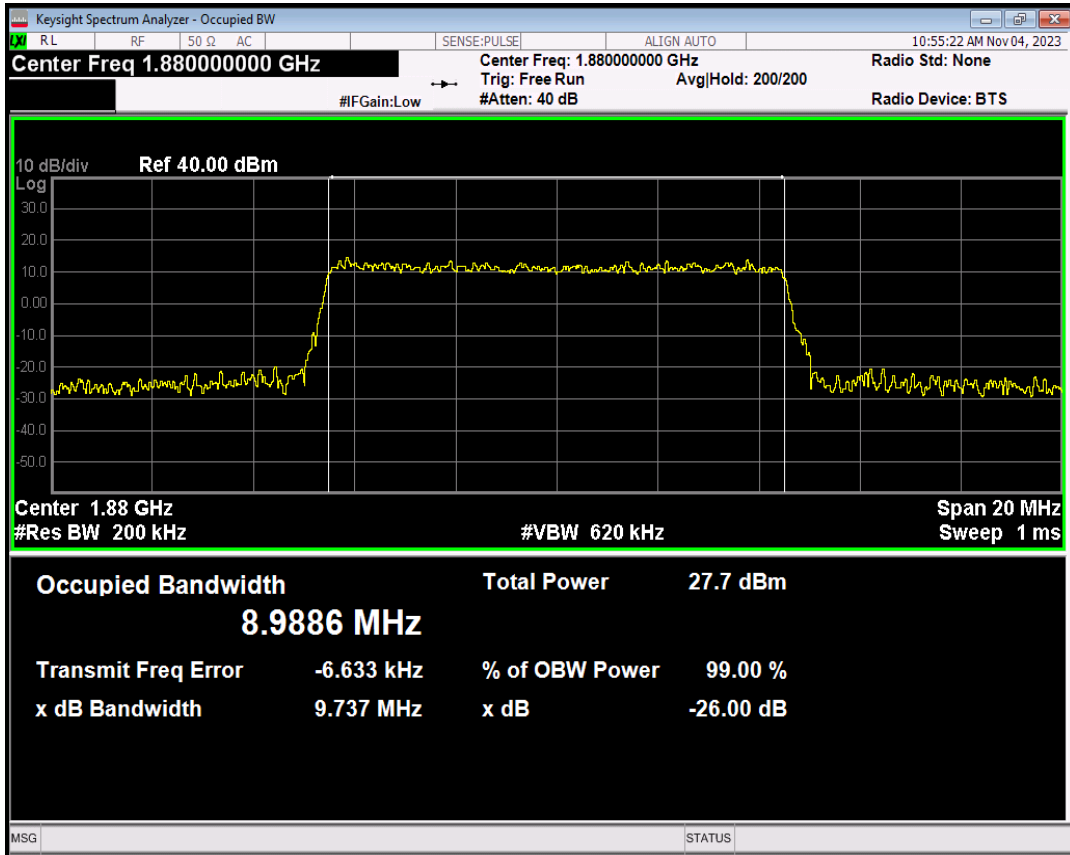 Keysight Spectrum Analyzer - Occupied BW
LXI RL RF 50 Ω AC SENSE:PULSE ALIGN AUTO 10:55:22 AM Nov 04, 2023
Center Freq 1.880000000 GHz Center Freq: 1.880000000 GHz Radio Std: None
Trig: Free Run Avg|Hold: 200/200
#IFGain:Low #Atten: 40 dB Radio Device: BTS
10 dB/div Ref 40.00 dBm
Log
30.0
20.0
10.0
0.00
-10.0
-20.0
-30.0
-40.0
-50.0
Center 1.88 GHz Span 20 MHz
#Res BW 200 kHz #VBW 620 kHz Sweep 1 ms
Occupied Bandwidth Total Power 27.7 dBm
8.9886 MHz
Transmit Freq Error -6.633 kHz % of OBW Power 99.00 %
x dB Bandwidth 9.737 MHz x dB -26.00 dB
MSG STATUS